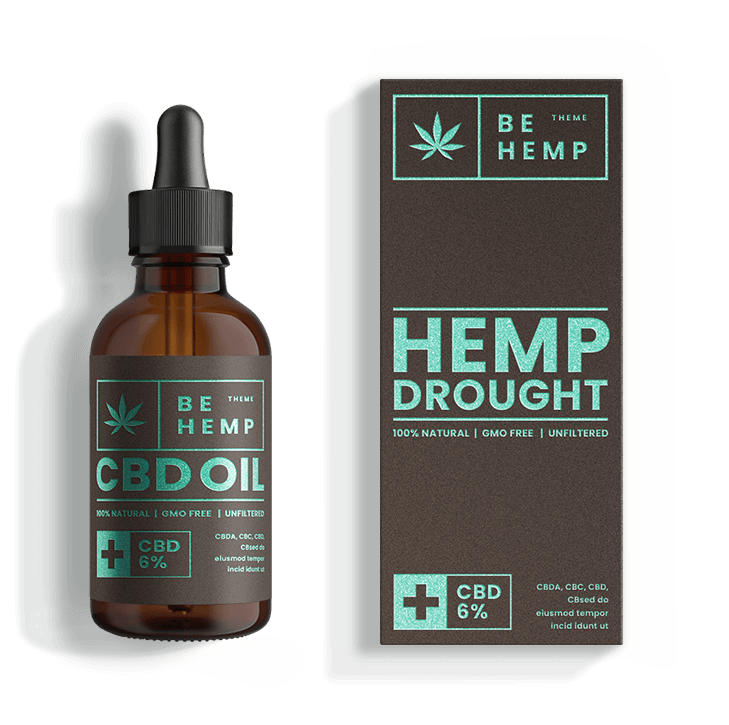 BE THEME
HEMP
CBD OIL
100% NATURAL | GMO FREE | UNFILTERED
CBD
6%
CBDA, CBC, CBD,
CBsed do
eiusmod tempor
incid idunt ut
BE THEME
HEMP
HEMP
DROUGHT
100% NATURAL | GMO FREE | UNFILTERED
CBD
6%
CBDA, CBC, CBD,
CBsed do
eiusmod tempor
incid idunt ut